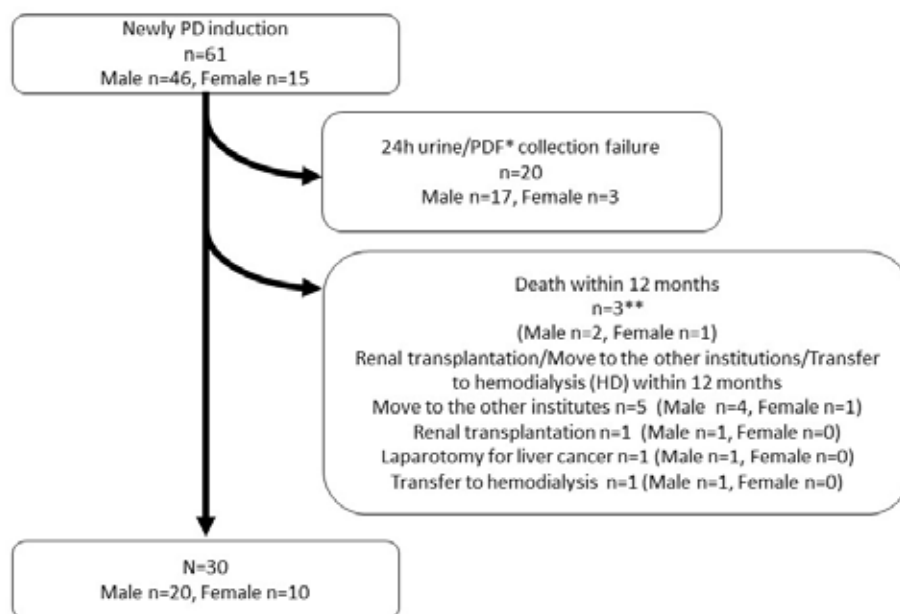 Newly PD induction
n=61
Male n=46, Female n=15
24h urine/PDF* collection failure
n=20
Male n=17, Female n=3
Death within 12 months
n=3**
(Male n=2, Female n=1)
Renal transplantation/Move to the other institutions/Transfer
to hemodialysis (HD) within 12 months
Move to the other institutes n=5 (Male n=4, Female n=1)
Renal transplantation n=1 (Male n=1, Female n=0)
Laparotomy for liver cancer n=1 (Male n=1, Female n=0)
Transfer to hemodialysis n=1 (Male n=1, Female n=0)
N=30
Male n=20, Female n=10